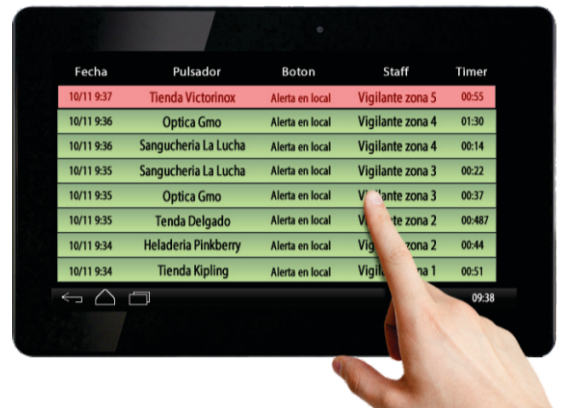 Fecha Pulsador Boton Staff Timer
10/11 9:37 Tienda Victorinox Alerta en local Vigilante zona 5 00:55
10/11 9:36 Optica Gmo Alerta en local Vigilante zona 4 01:30
10/11 9:36 Sangucheria La Lucha Alerta en local Vigilante zona 4 00:14
10/11 9:35 Sangucheria La Lucha Alerta en local Vigilante zona 3 00:22
10/11 9:35 Optica Gmo Alerta en local zona 3 00:37
10/11 9:35 Tenda Delgado Alerta en local zona 2 00:487
10/11 9:34 Heladeria Pinkberry Alerta en local zona 2 00:44
10/11 9:34 Tienda Kipling Alerta en local 1 00:51
09:38